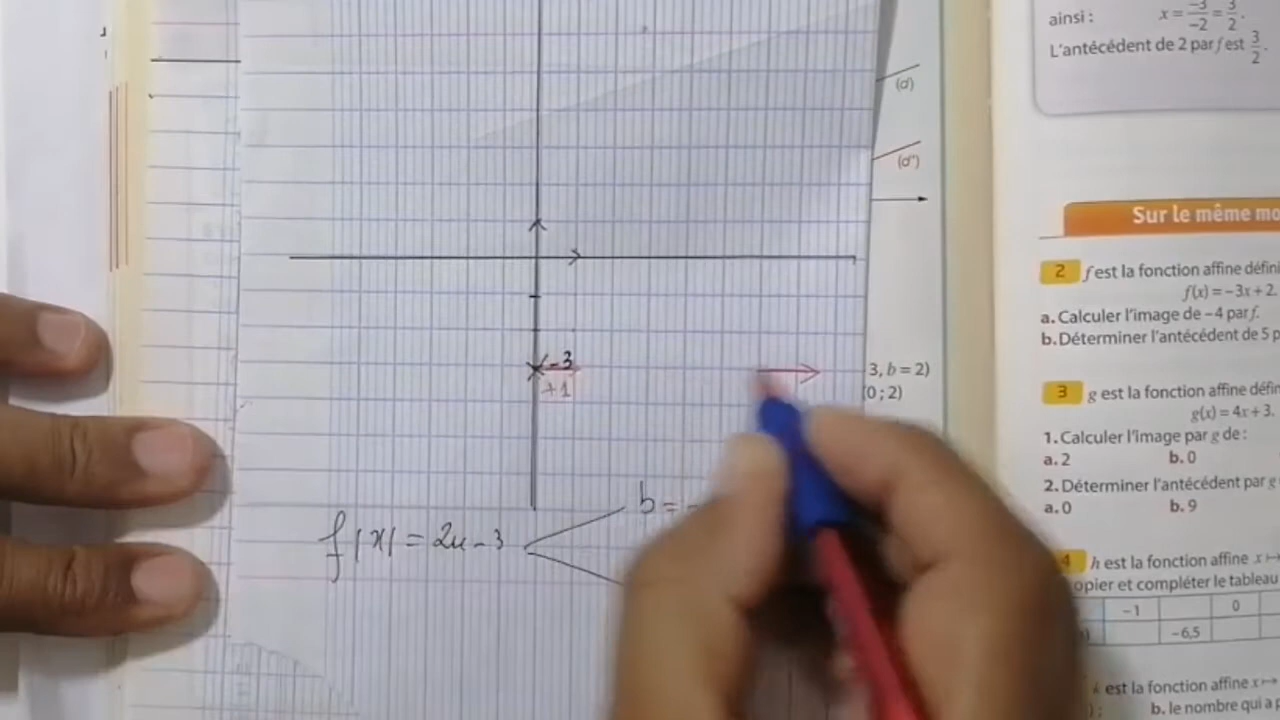 ainsi : x = -3/-2 = 3/2.
L'antécédent de 2 par f est 3/2.
(d)
(d'')
-3
+1
3, b = 2)
(0 ; 2)
f(x) = 2x - 3
b =
Sur le même mo
2 f est la fonction affine défin
f(x) = -3x + 2.
a. Calculer l'image de -4 par f.
b. Déterminer l'antécédent de 5 p
3 g est la fonction affine défin
g(x) = 4x + 3.
1. Calculer l'image par g de :
a. 2 b. 0
2. Déterminer l'antécédent par g
a. 0 b. 9
4 h est la fonction affine x ↦
opier et compléter le tableau
-1 0
-6,5
k est la fonction affine x ↦
b. le nombre qui a p